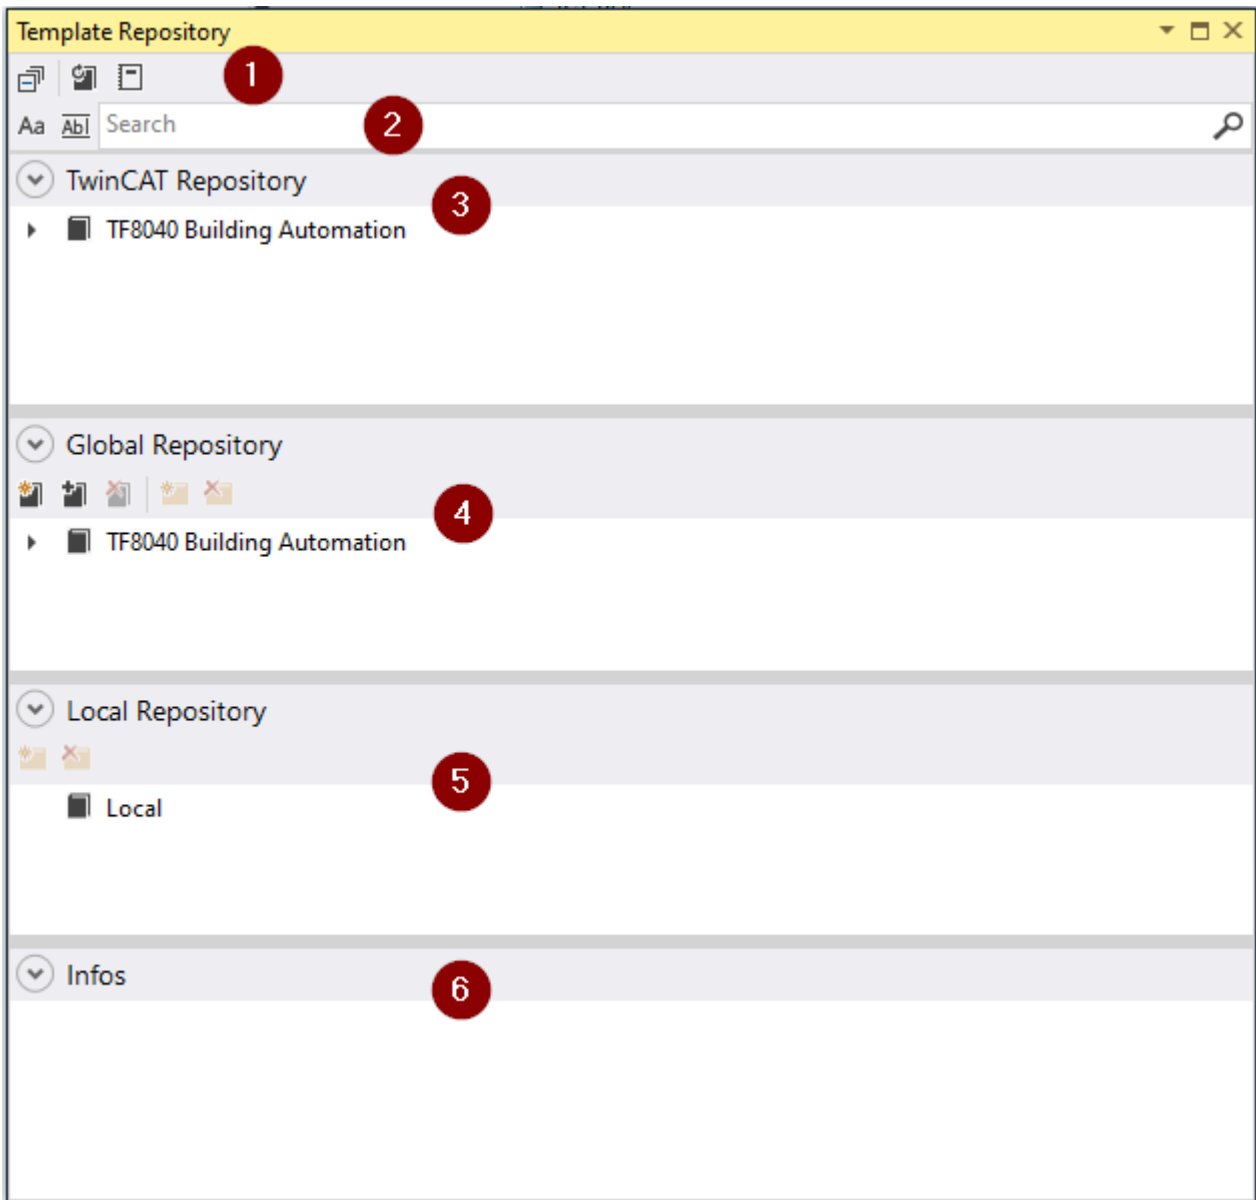 Template Repository
1
Aa Abl Search 2
TwinCAT Repository
3
TF8040 Building Automation
Global Repository
4
TF8040 Building Automation
Local Repository
5
Local
Infos
6